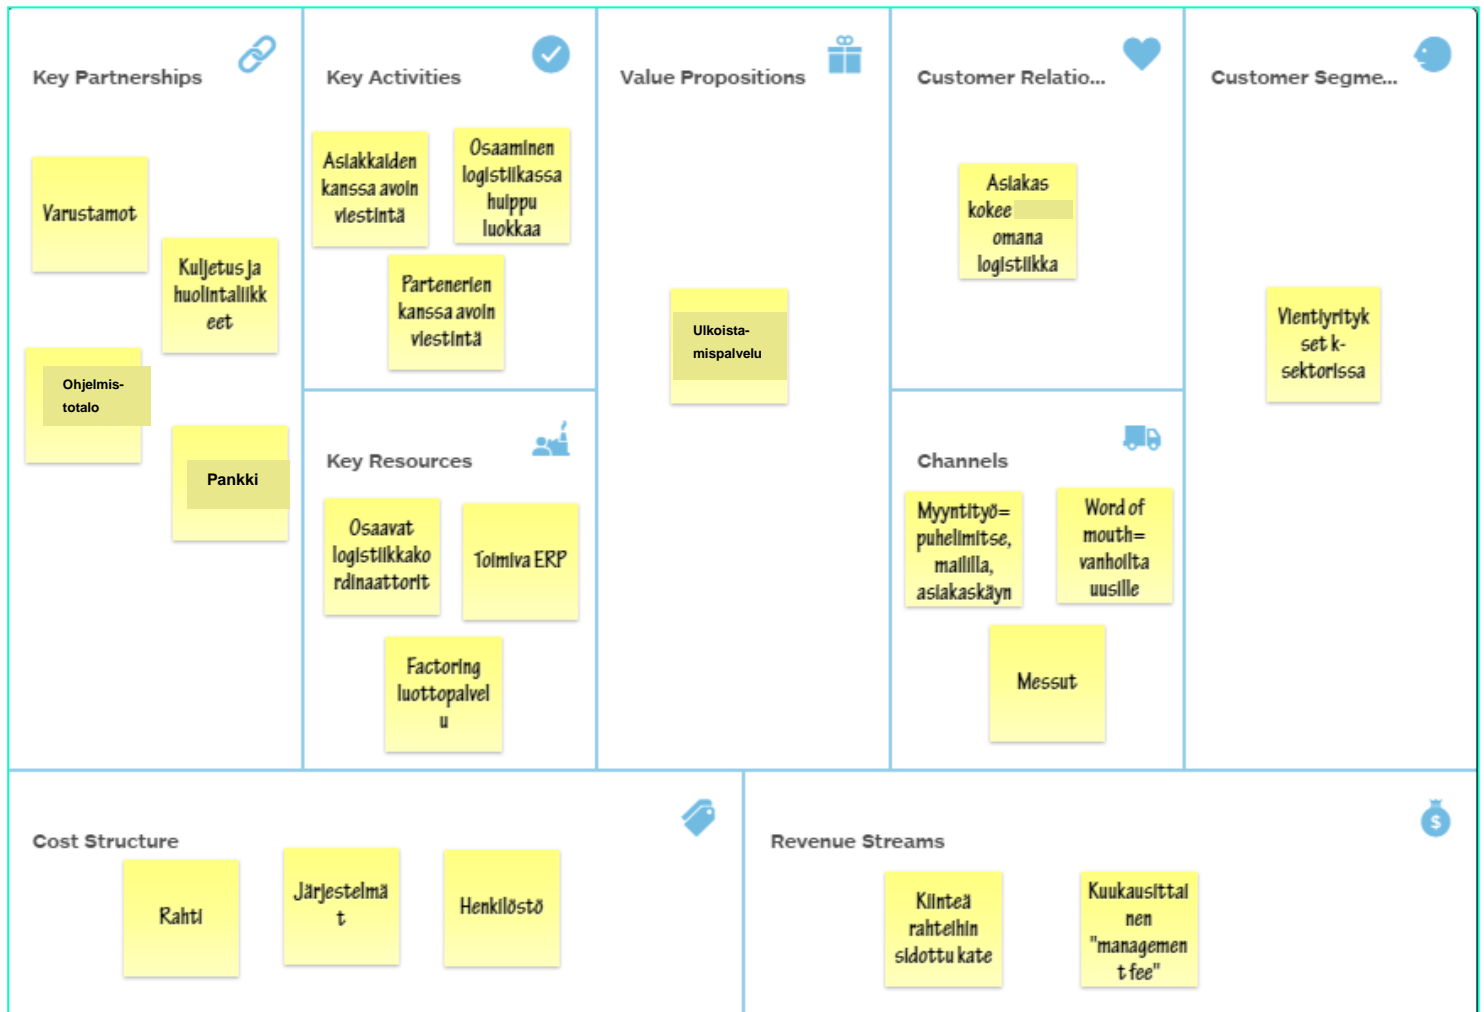 Key Partnerships
Varustamot
Kuljetus ja
huolintaliikk
eet
Ohjelmis-
totalo
Pankki
Key Activities
Asiakkaiden
kanssa avoin
viestintä
Osaaminen
logistiikassa
huippu
luokkaa
Partenerien
kanssa avoin
viestintä
Key Resources
Osaavat
logistiikkako
rdinaattorit
Toimiva ERP
Factoring
luottopalvel
u
Value Propositions
Ulkoista-
mispalvelu
Customer Relatio...
Asiakas
kokee
omana
logistiikka
Channels
Myyntityö=
puhelimitse,
maililla,
asiakaskäyn
Word of
mouth=
vanhoilta
uusille
Messut
Customer Segme...
Vientiyrityk
set k-
sektorissa
Cost Structure
Rahti
Järjestelmä
t
Henkilöstö
Revenue Streams
$
Kiinteä
rahteihin
sidottu kate
Kuukausittai
nen
"managemen
t fee"